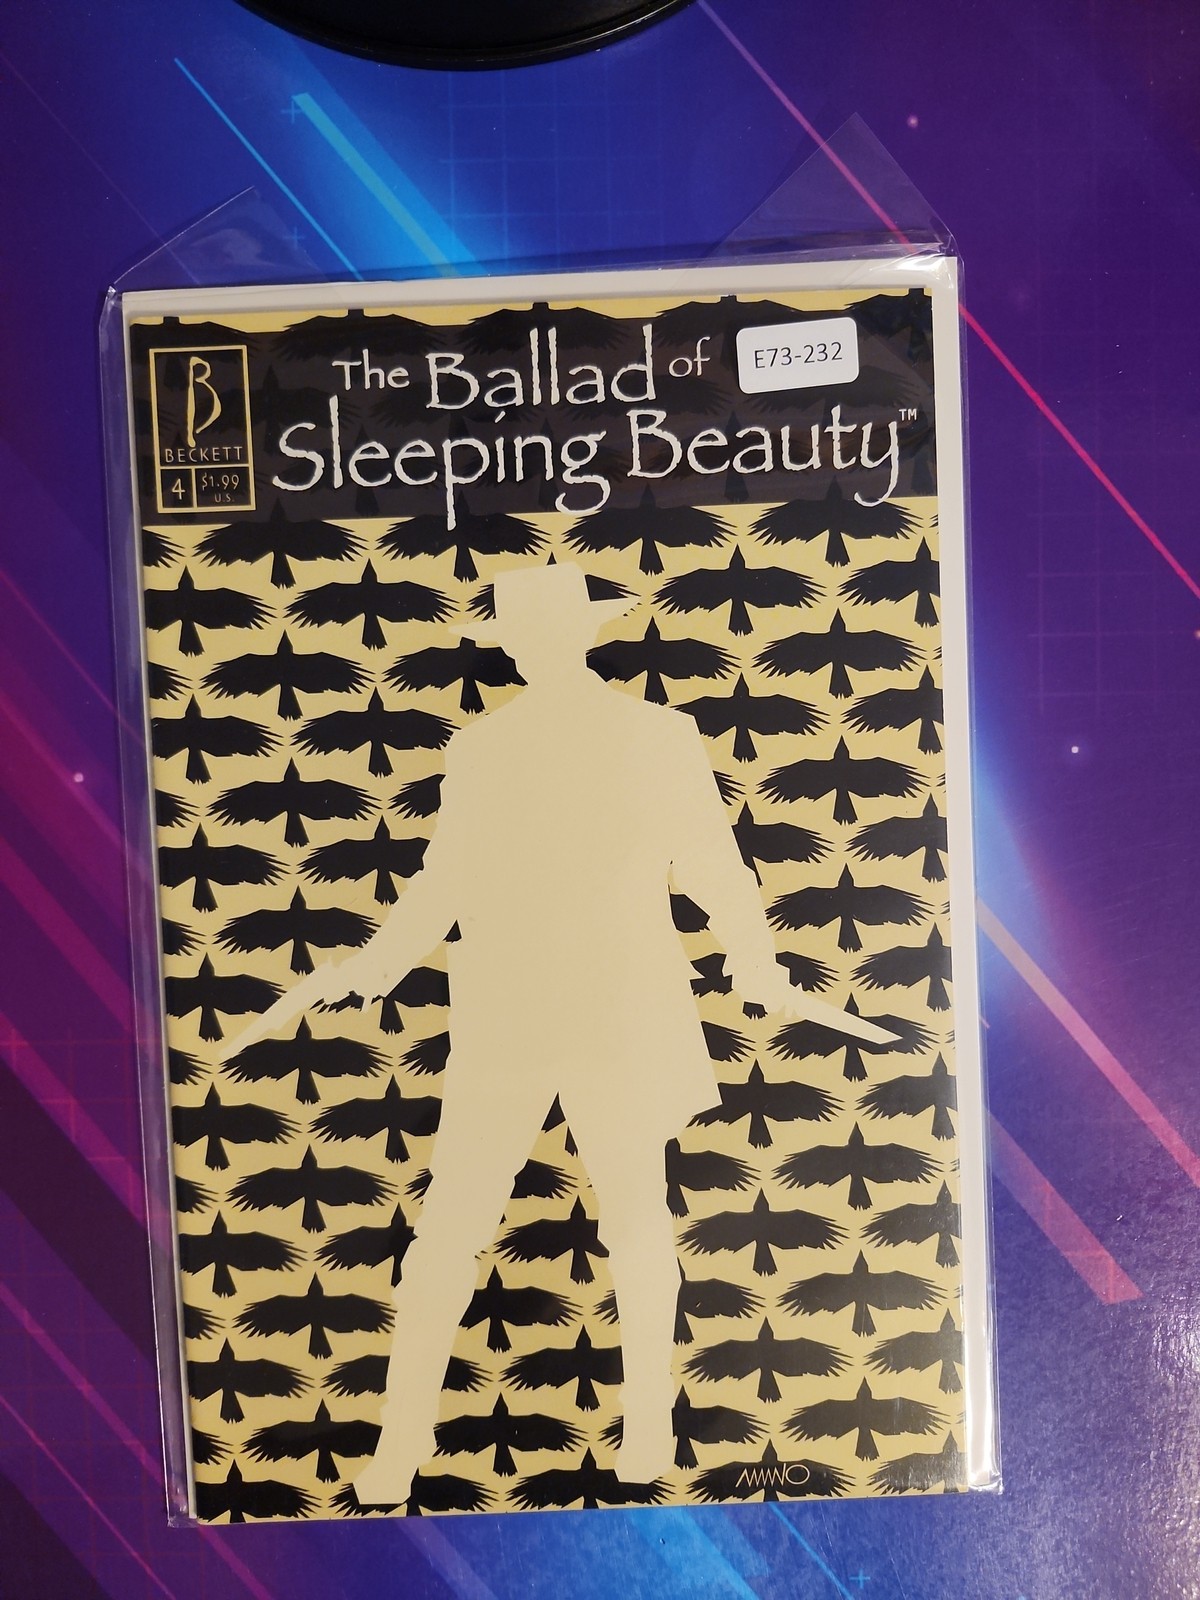 The Ballad of
Sleeping Beauty™
E73-232
B
BECKETT
4 $1.99
U.S.